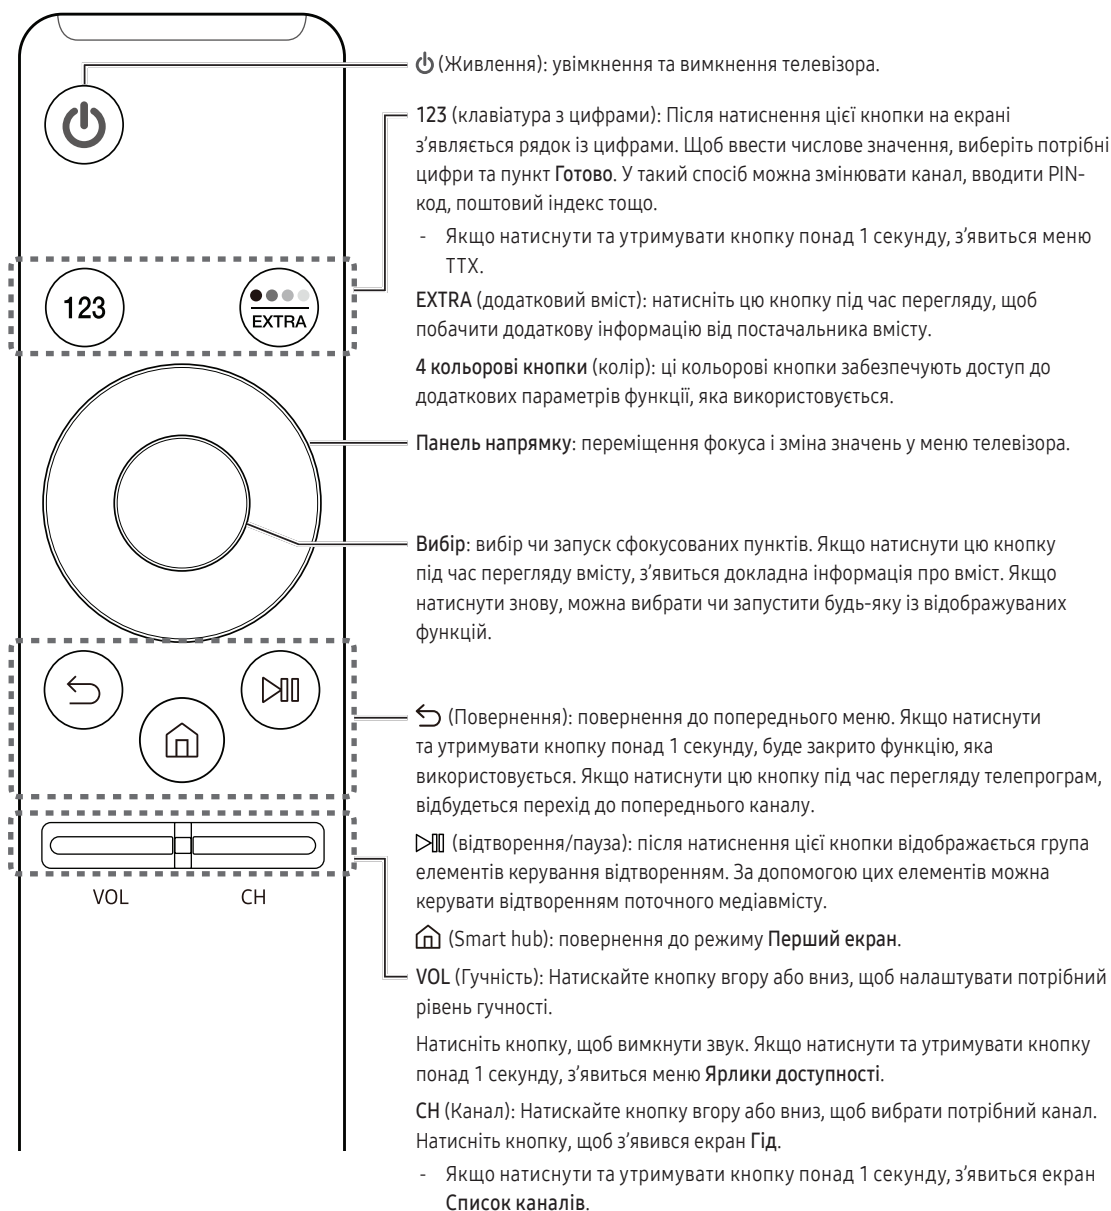 (Живлення): увімкнення та вимкнення телевізора.
123 (клавіатура з цифрами): Після натиснення цієї кнопки на екрані
з’являється рядок із цифрами. Щоб ввести числове значення, виберіть потрібні
цифри та пункт Готово. У такий спосіб можна змінювати канал, вводити PIN-
код, поштовий індекс тощо.
- Якщо натиснути та утримувати кнопку понад 1 секунду, з’явиться меню
TTX.
123
EXTRA
EXTRA (додатковий вміст): натисніть цю кнопку під час перегляду, щоб
побачити додаткову інформацію від постачальника вмісту.
4 кольорові кнопки (колір): ці кольорові кнопки забезпечують доступ до
додаткових параметрів функції, яка використовується.
Панель напрямку: переміщення фокуса і зміна значень у меню телевізора.
Вибір: вибір чи запуск сфокусованих пунктів. Якщо натиснути цю кнопку
під час перегляду вмісту, з’явиться докладна інформація про вміст. Якщо
натиснути знову, можна вибрати чи запустити будь-яку із відображуваних
функцій.
(Повернення): повернення до попереднього меню. Якщо натиснути
та утримувати кнопку понад 1 секунду, буде закрито функцію, яка
використовується. Якщо натиснути цю кнопку під час перегляду телепрограм,
відбудеться перехід до попереднього каналу.
(відтворення/пауза): після натиснення цієї кнопки відображається група
елементів керування відтворенням. За допомогою цих елементів можна
керувати відтворенням поточного медіавмісту.
VOL
CH
(Smart hub): повернення до режиму Перший екран.
VOL (Гучність): Натискайте кнопку вгору або вниз, щоб налаштувати потрібний
рівень гучності.
Натисніть кнопку, щоб вимкнути звук. Якщо натиснути та утримувати кнопку
понад 1 секунду, з’явиться меню Ярлики доступності.
CH (Канал): Натискайте кнопку вгору або вниз, щоб вибрати потрібний канал.
Натисніть кнопку, щоб з’явився екран Гід.
- Якщо натиснути та утримувати кнопку понад 1 секунду, з’явиться екран
Список каналів.